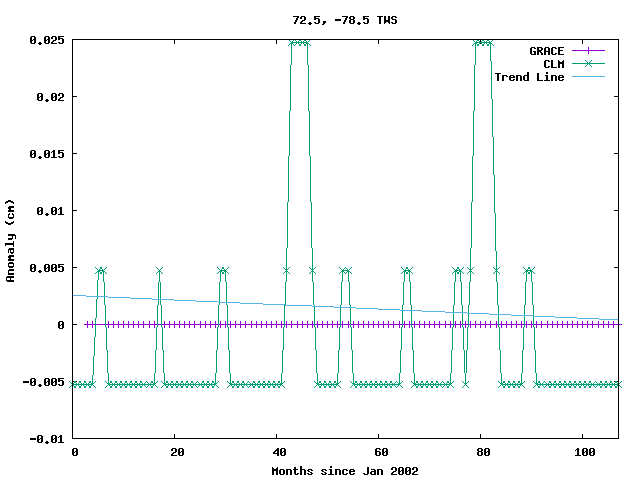 72.5, -78.5 TWS
GRACE
CLM
Trend Line
0.025
0.02
0.015
0.01
0.005
0
-0.005
-0.01
Anomaly (cm)
0 20 40 60 80 100
Months since Jan 2002